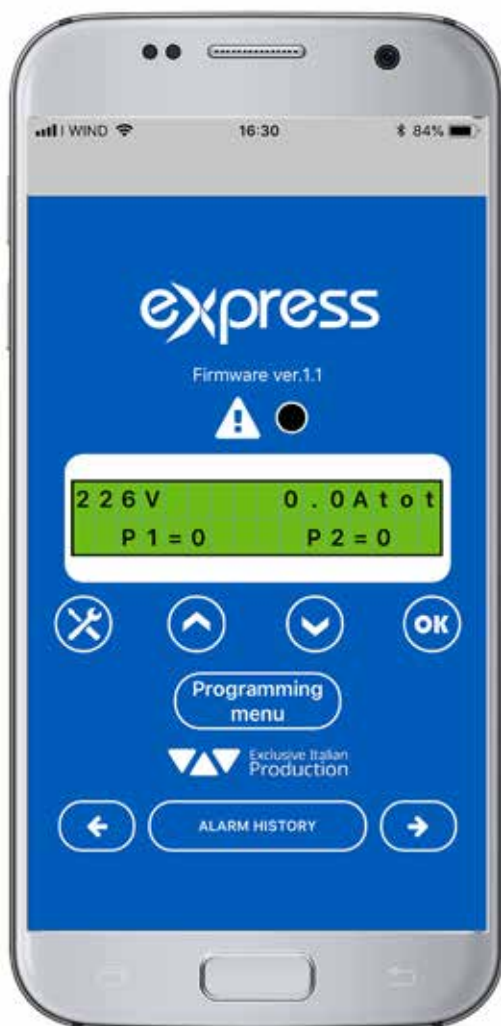 I WIND 16:30 84%
express
Firmware ver.1.1
226V 0.0Atot
P1=0 P2=0
OK
Programming
menu
Exclusive Italian
Production
ALARM HISTORY